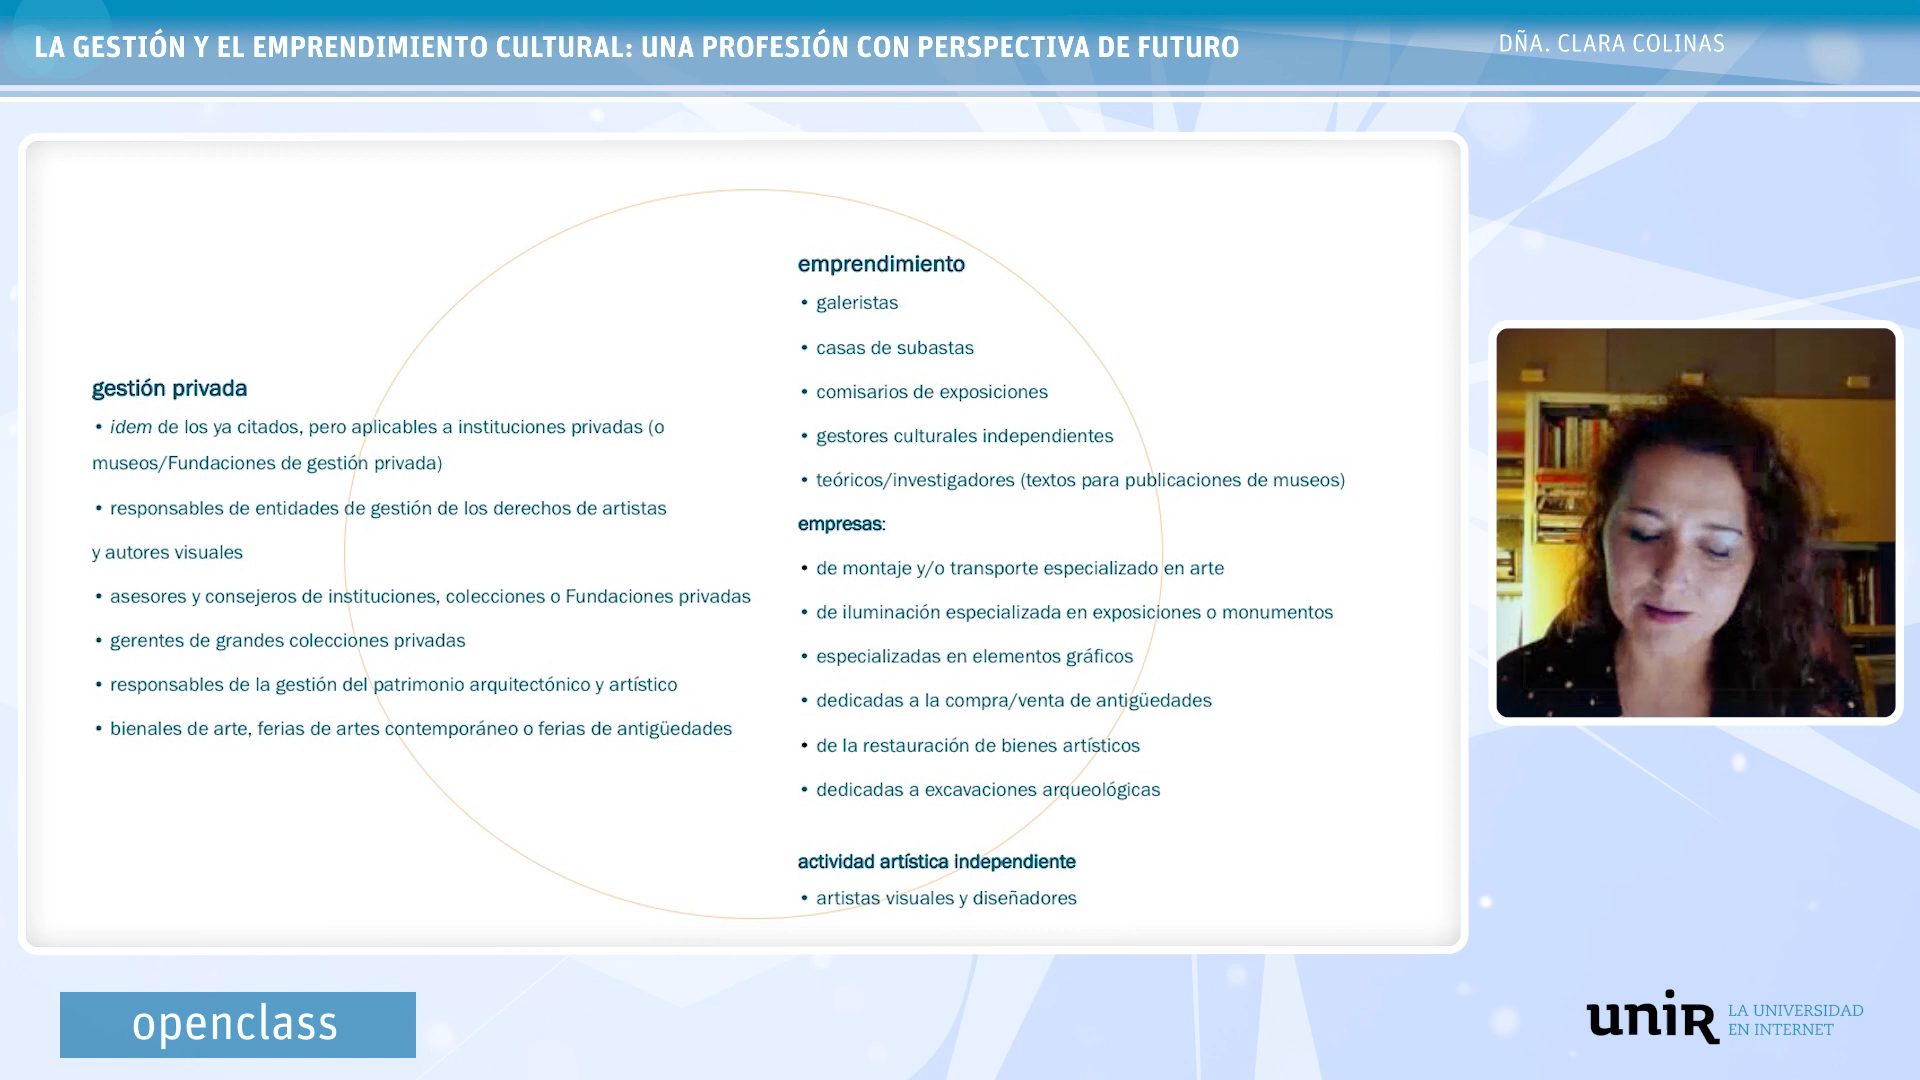 LA GESTIÓN Y EL EMPRENDIMIENTO CULTURAL: UNA PROFESIÓN CON PERSPECTIVA DE FUTURO
DÑA. CLARA COLINAS
gestión privada
• idem de los ya citados, pero aplicables a instituciones privadas (o
museos/Fundaciones de gestión privada)
• responsables de entidades de gestión de los derechos de artistas
y autores visuales
• asesores y consejeros de instituciones, colecciones o Fundaciones privadas
• gerentes de grandes colecciones privadas
• responsables de la gestión del patrimonio arquitectónico y artístico
• bienales de arte, ferias de artes contemporáneo o ferias de antigüedades
emprendimiento
• galeristas
• casas de subastas
• comisarios de exposiciones
• gestores culturales independientes
• teóricos/investigadores (textos para publicaciones de museos)
empresas:
• de montaje y/o transporte especializado en arte
• de iluminación especializada en exposiciones o monumentos
• especializadas en elementos gráficos
• dedicadas a la compra/venta de antigüedades
• de la restauración de bienes artísticos
• dedicadas a excavaciones arqueológicas
actividad artística independiente
• artistas visuales y diseñadores
openclass
unir LA UNIVERSIDAD
EN INTERNET